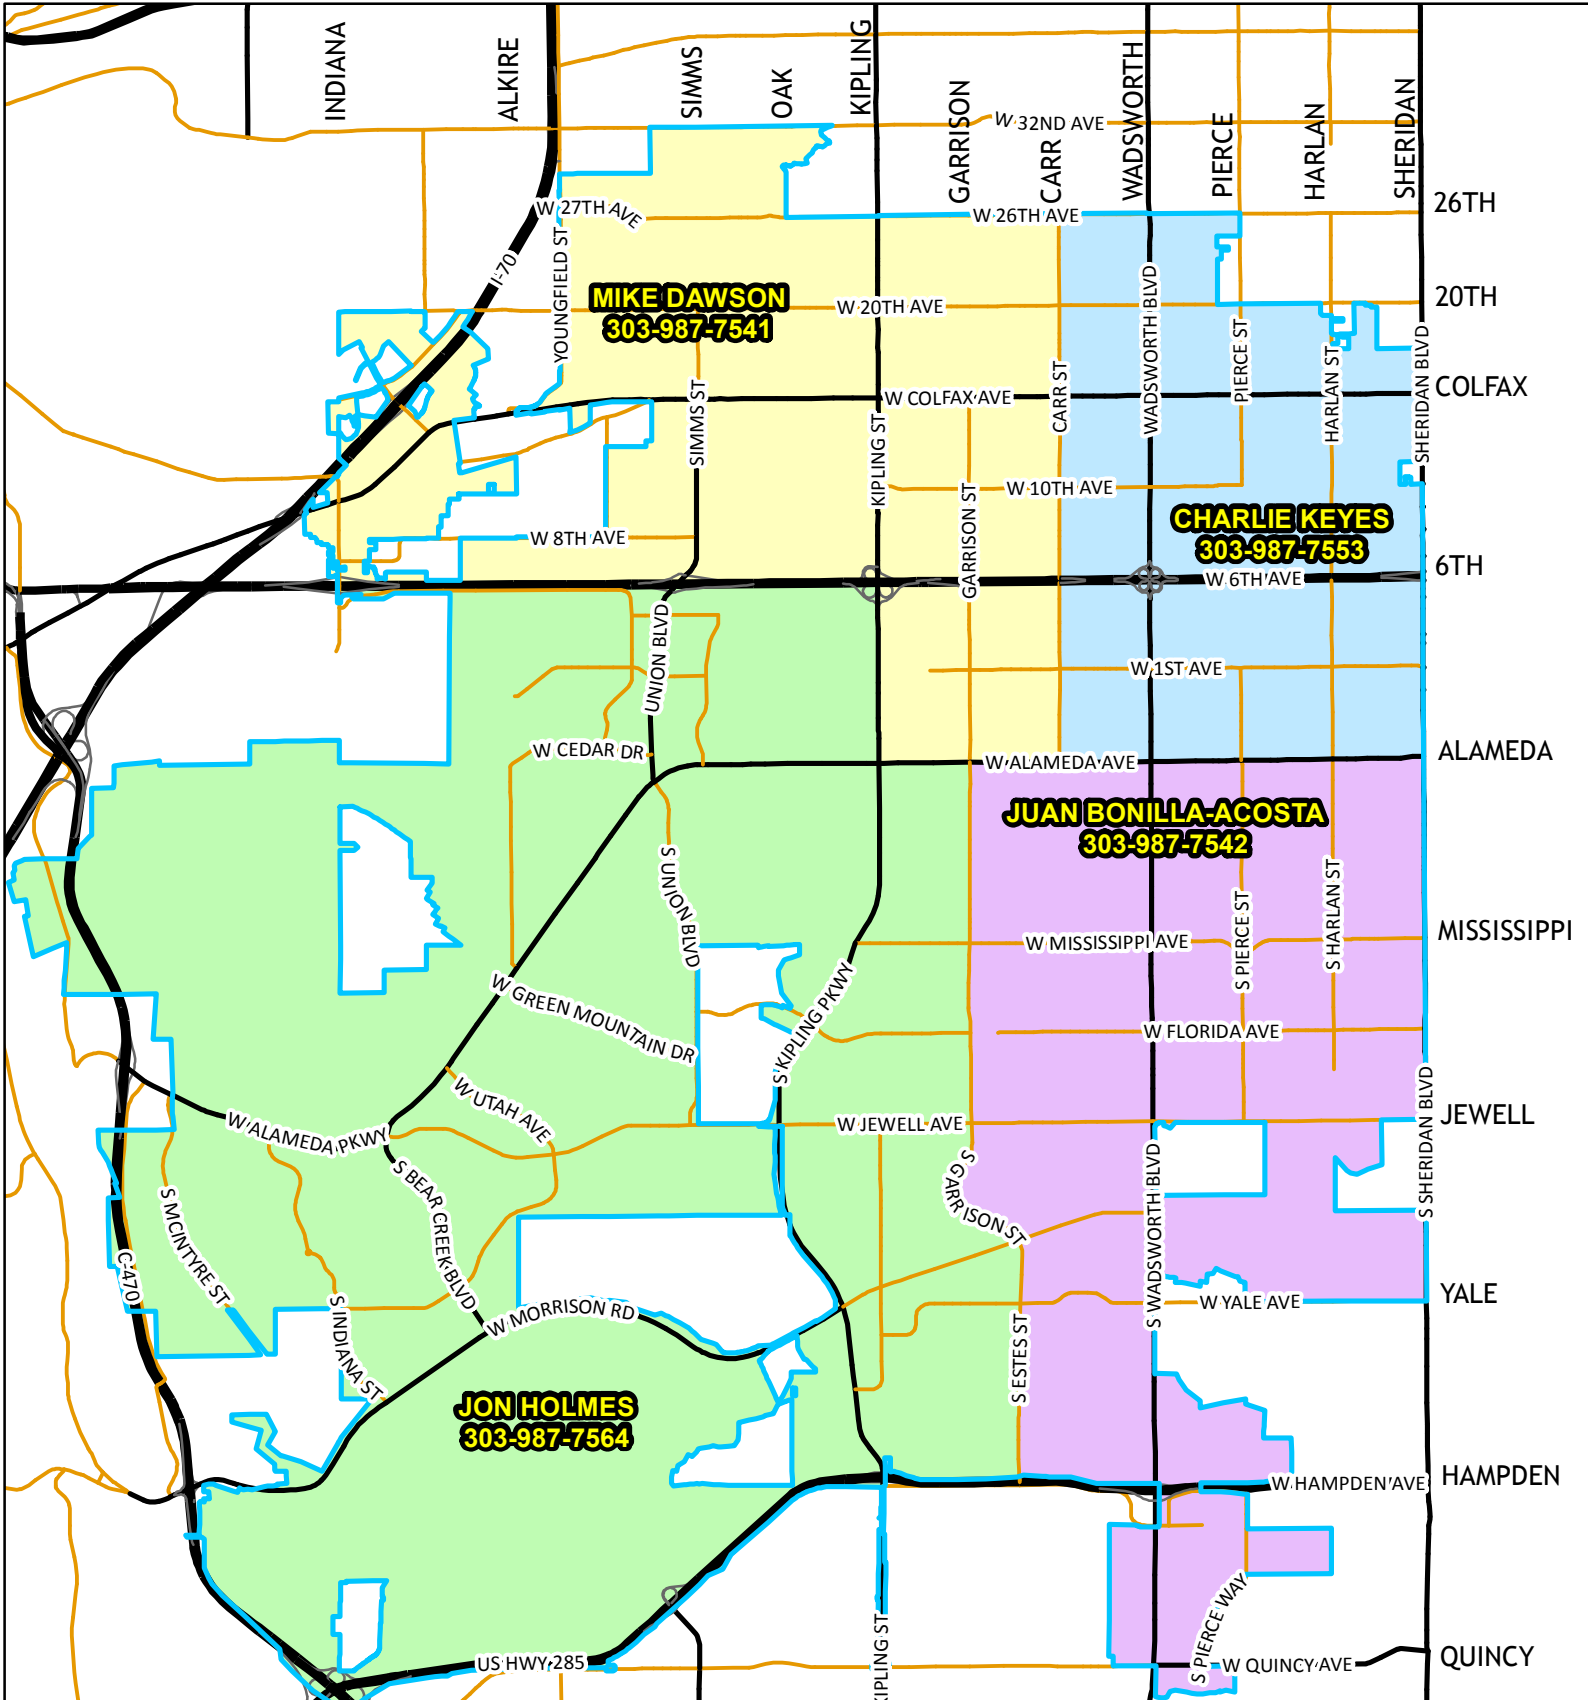 INDIANA
ALKIRE
SIMMS
OAK
KIPLING
GARRISON
CARR
WADSWORTH
PIERCE
HARLAN
SHERIDAN
W 32ND AVE
26TH
W 27TH AVE
W 26TH AVE
I-70
YOUNGFIELD ST
MIKE DAWSON
303-987-7541
W 20TH AVE
WADSWORTH BLVD
20TH
PIERCE ST
HARLAN ST
SHERIDAN BLVD
COLFAX
W COLFAX AVE
CARR ST
SIMMS ST
KIPLING ST
W 10TH AVE
GARRISON ST
CHARLIE KEYES
303-987-7553
W 8TH AVE
6TH
W 6TH AVE
UNION BLVD
W 1ST AVE
W CEDAR DR
W ALAMEDA AVE
ALAMEDA
JUAN BONILLA-ACOSTA
303-987-7542
S UNION BLVD
S HARLAN ST
S PIERCE ST
W MISSISSIPPI AVE
MISSISSIPPI
W GREEN MOUNTAIN DR
S KIPLING PKWY
W FLORIDA AVE
W UTAH AVE
S SHERIDAN BLVD
W ALAMEDA PKWY
W JEWELL AVE
JEWELL
S BEAR CREEK BLVD
S GARRISON ST
S WADSWORTH BLVD
S MCINTYRE ST
C-470
S INDIANA ST
W MORRISON RD
W YALE AVE
YALE
S ESTES ST
JON HOLMES
303-987-7564
W HAMPDEN AVE
HAMPDEN
S PIERCE WAY
KIPLING ST
US HWY 285
W QUINCY AVE
QUINCY